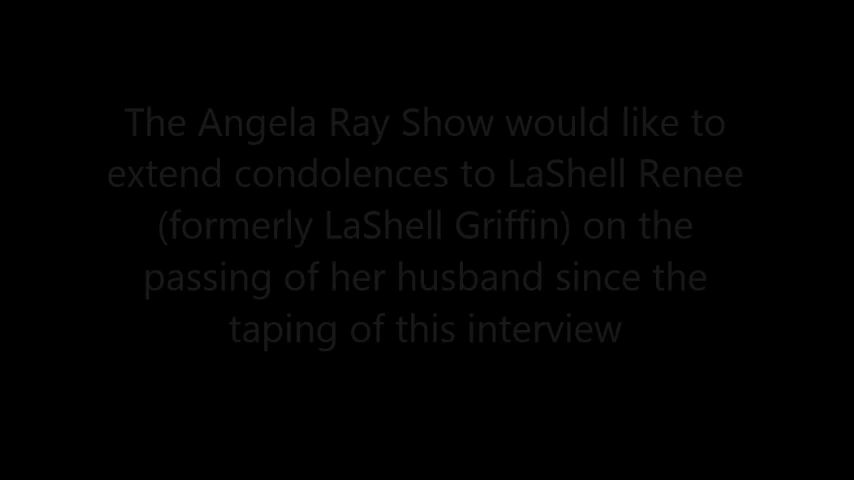 The Angela Ray Show would like to
extend condolences to LaShell Renee
(formerly LaShell Griffin) on the
passing of her husband since the
taping of this interview